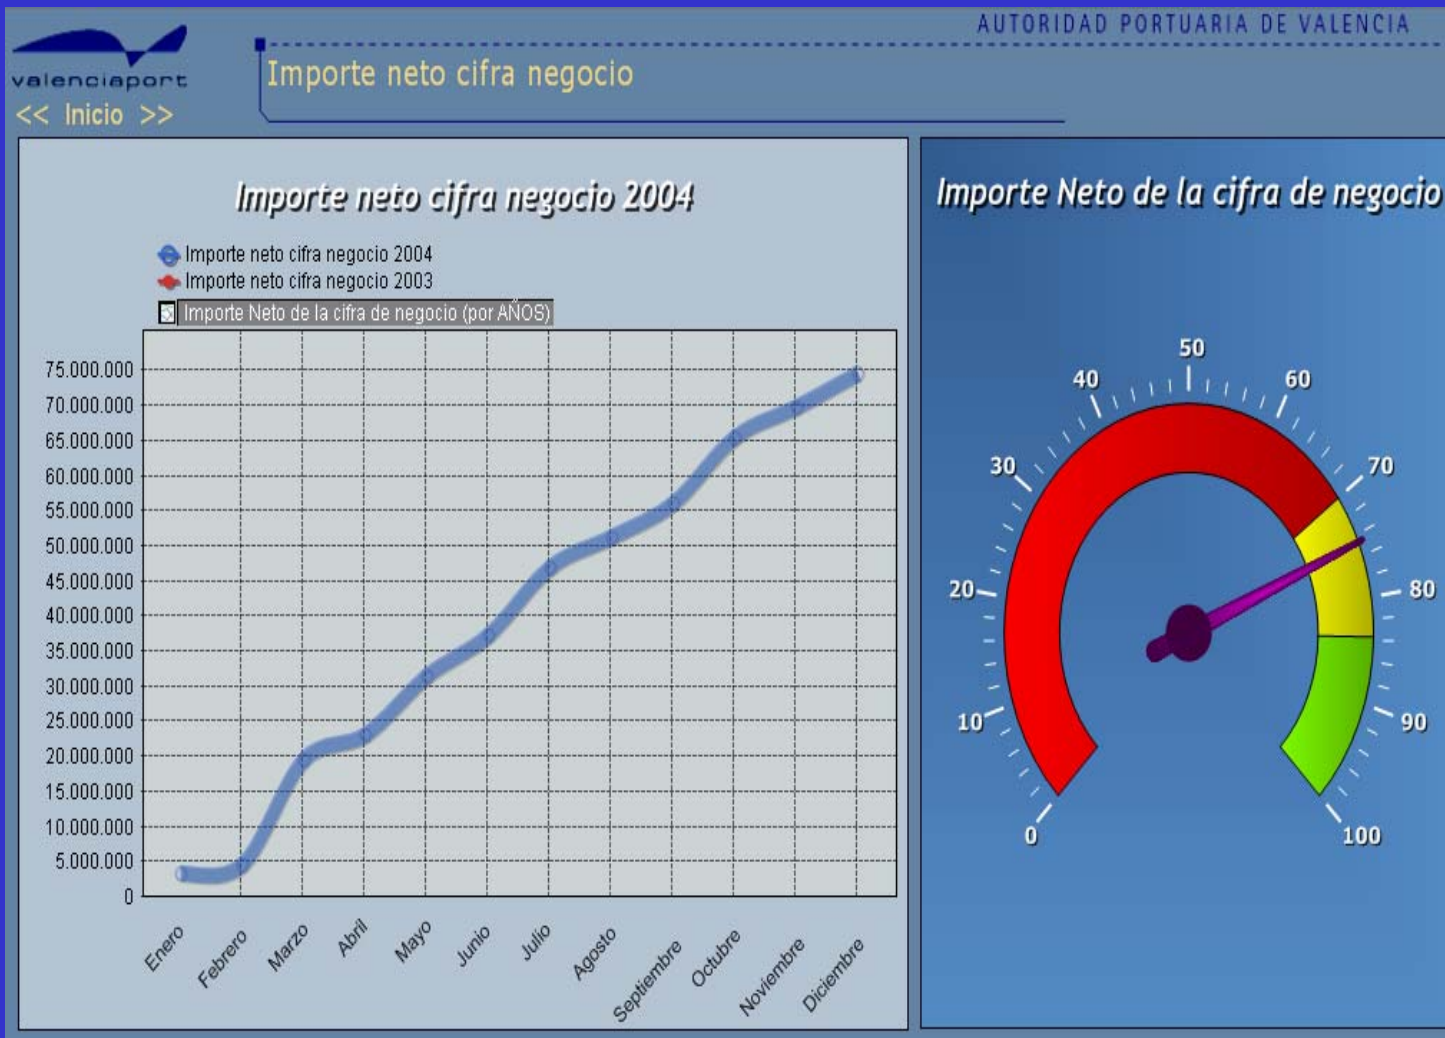 AUTORIDAD PORTUARIA DE VALENCIA
valenciaport
Importe neto cifra negocio
<< Inicio >>
Importe neto cifra negocio 2004
Importe neto cifra negocio 2004
Importe neto cifra negocio 2003
Importe Neto de la cifra de negocio (por AÑOS)
75.000.000
70.000.000
65.000.000
60.000.000
55.000.000
50.000.000
45.000.000
40.000.000
35.000.000
30.000.000
25.000.000
20.000.000
15.000.000
10.000.000
5.000.000
0
Enero
Febrero
Marzo
Abril
Mayo
Junio
Julio
Agosto
Septiembre
Octubre
Noviembre
Diciembre
Importe Neto de la cifra de negocio
0
10
20
30
40
50
60
70
80
90
100